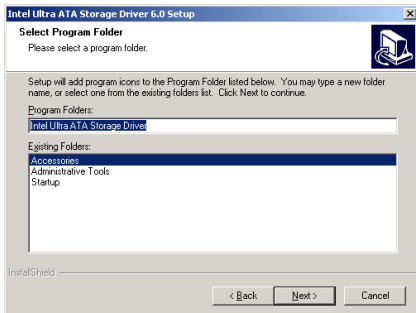 Intel Ultra ATA Storage Driver 6.0 Setup
Select Program Folder
Please select a program folder.
Setup will add program icons to the Program Folder listed below. You may type a new folder
name, or select one from the existing folders list. Click Next to continue.
Program Folders:
Intel Ultra ATA Storage Driver
Existing Folders:
Accessories
Administrative Tools
Startup
InstallShield
< Back
Next >
Cancel